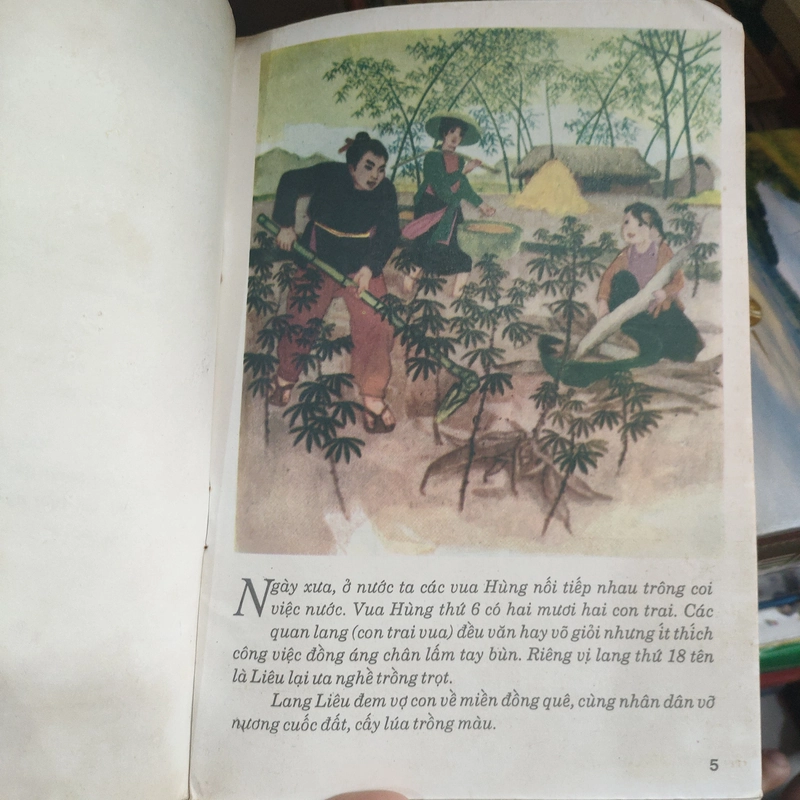 Ngày xưa, ở nước ta các vua Hùng nối tiếp nhau trông coi
việc nước. Vua Hùng thứ 6 có hai mươi hai con trai. Các
quan lang (con trai vua) đều văn hay võ giỏi nhưng ít thích
công việc đồng áng chân lấm tay bùn. Riêng vị lang thứ 18 tên
là Liêu lại ưa nghề trồng trọt.
Lang Liêu đem vợ con về miền đồng quê, cùng nhân dân vỡ
nương cuốc đất, cấy lúa trồng màu.
5